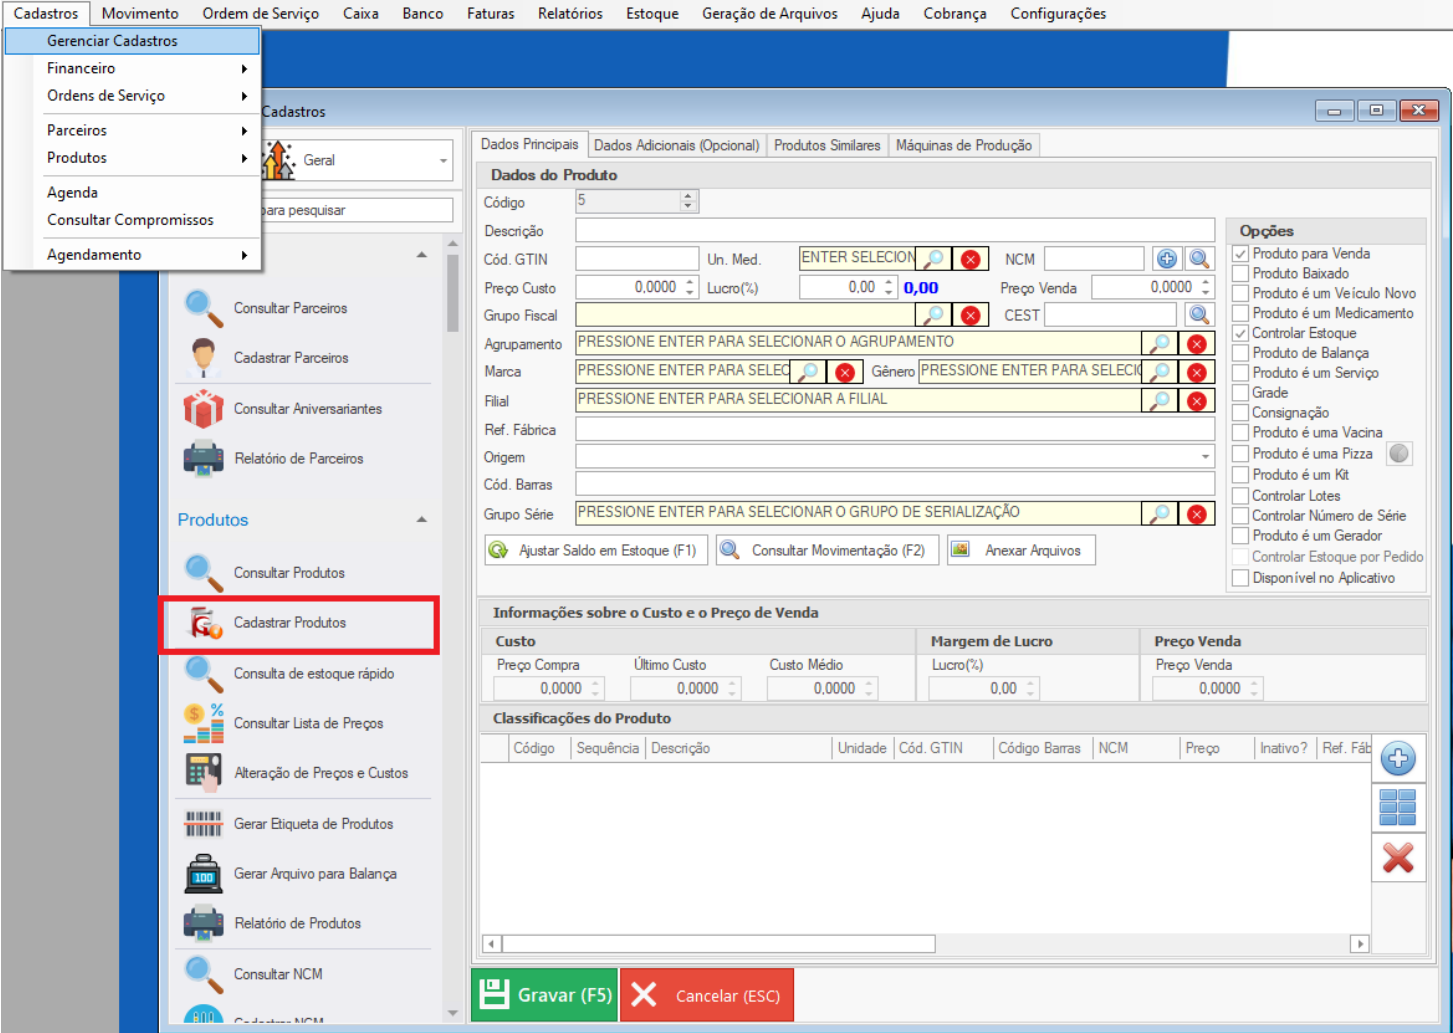 Cadastros Movimento Ordem de Serviço Caixa Banco Faturas Relatórios Estoque Geração de Arquivos Ajuda Cobrança Configurações
Gerenciar Cadastros
Financeiro
Ordens de Serviço
Parceiros
Produtos
Agenda
Consultar Compromissos
Agendamento
Cadastros
Geral
para pesquisar
Consultar Parceiros
Cadastrar Parceiros
Consultar Aniversariantes
Relatório de Parceiros
Produtos
Consultar Produtos
Cadastrar Produtos
Consulta de estoque rápido
Consultar Lista de Preços
Alteração de Preços e Custos
Gerar Etiqueta de Produtos
Gerar Arquivo para Balança
100
Relatório de Produtos
Consultar NCM
Cadastrar NCM
Dados Principais Dados Adicionais (Opcional) Produtos Similares Máquinas de Produção
Dados do Produto
Código 5
Descrição
Cód. GTIN Un. Med. ENTER SELECION NCM
Preço Custo 0,0000 Lucro(%) 0,00 0,00 Preço Venda 0,0000
Grupo Fiscal CEST
Agrupamento PRESSIONE ENTER PARA SELECIONAR O AGRUPAMENTO
Marca PRESSIONE ENTER PARA SELEC Gênero PRESSIONE ENTER PARA SELECI
Filial PRESSIONE ENTER PARA SELECIONAR A FILIAL
Ref. Fábrica
Origem
Cód. Barras
Grupo Série PRESSIONE ENTER PARA SELECIONAR O GRUPO DE SERIALIZAÇÃO
Ajustar Saldo em Estoque (F1) Consultar Movimentação (F2) Anexar Arquivos
Opções
Produto para Venda
Produto Baixado
Produto é um Veículo Novo
Produto é um Medicamento
Controlar Estoque
Produto de Balança
Produto é um Serviço
Grade
Consignação
Produto é uma Vacina
Produto é uma Pizza
Produto é um Kit
Controlar Lotes
Controlar Número de Série
Produto é um Gerador
Controlar Estoque por Pedido
Disponível no Aplicativo
Informações sobre o Custo e o Preço de Venda
Custo Margem de Lucro Preço Venda
Preço Compra Último Custo Custo Médio Lucro(%) Preço Venda
0,0000 0,0000 0,0000 0,00 0,0000
Classificações do Produto
Código Sequência Descrição Unidade Cód. GTIN Código Barras NCM Preço Inativo? Ref. Fáb
Gravar (F5) Cancelar (ESC)